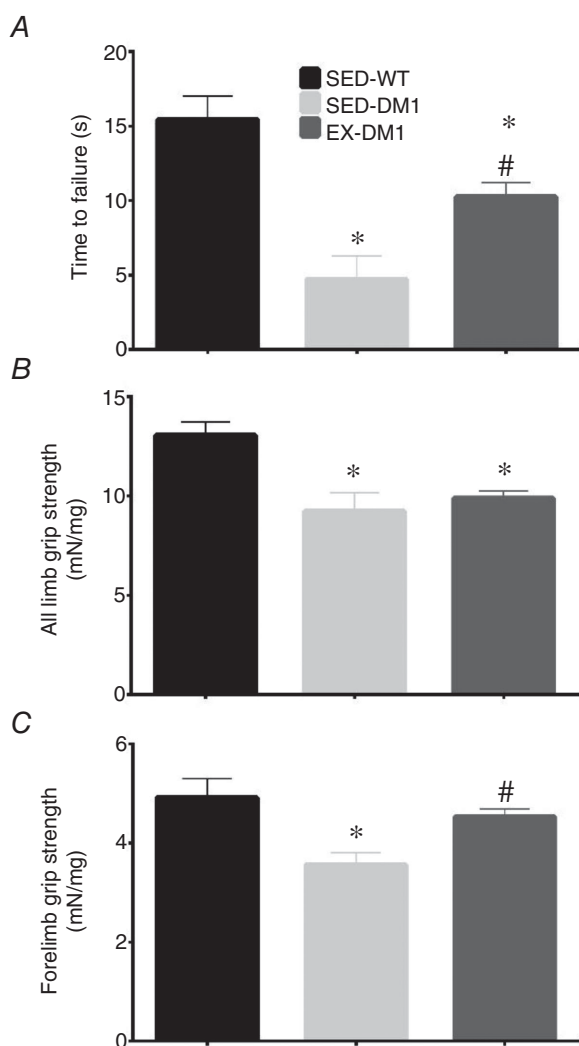 A
Time to failure (s)
20
15
10
5
0
SED-WT
SED-DM1
EX-DM1
*
*
#
B
All limb grip strength
(mN/mg)
15
10
5
0
*
*
C
Forelimb grip strength
(mN/mg)
6
4
2
0
*
#